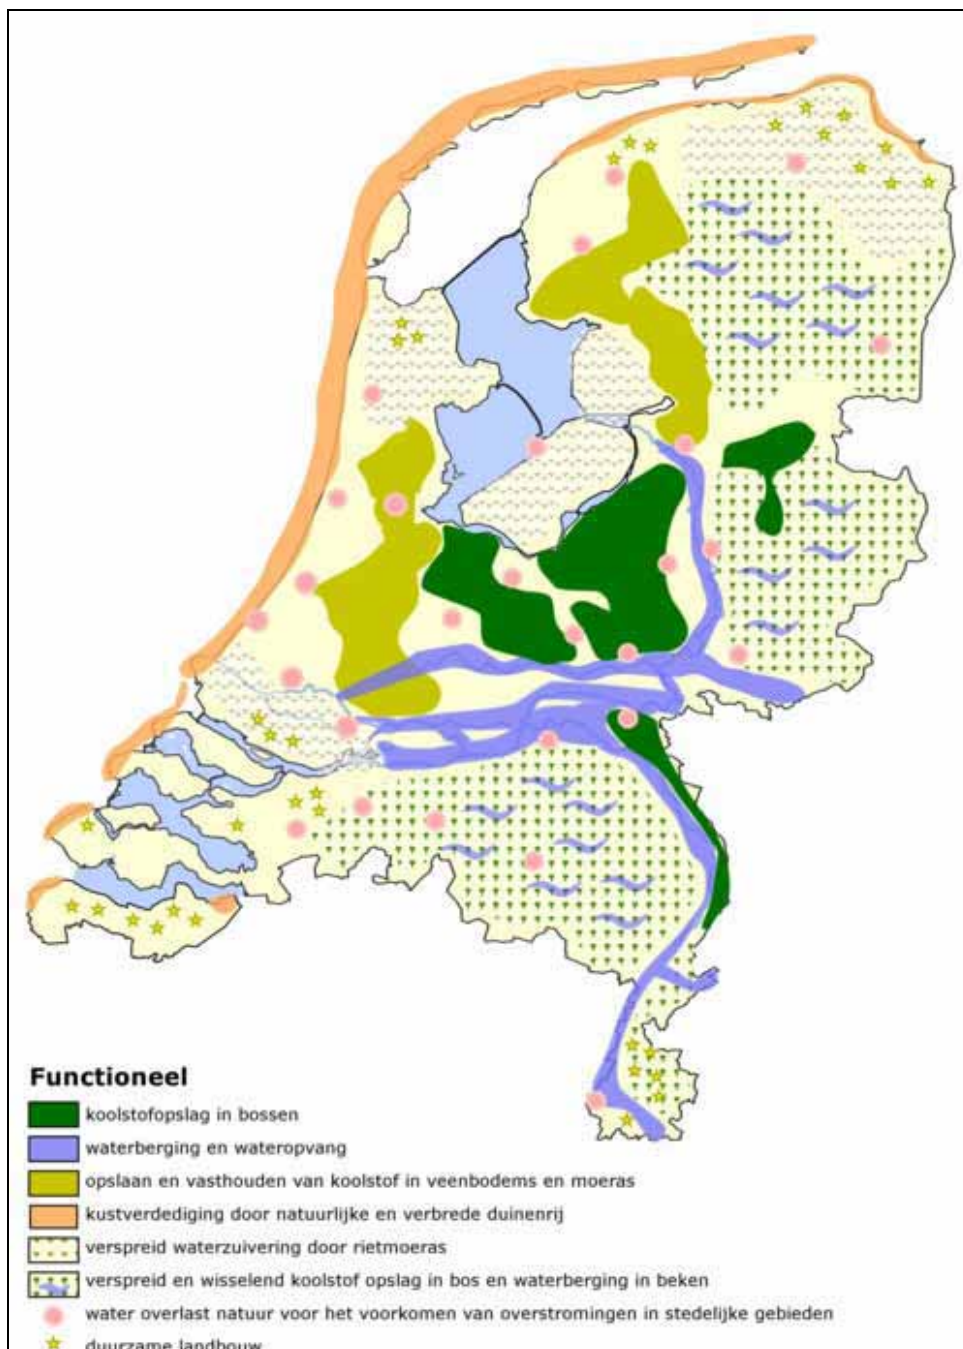 Functioneel
koolstofopslag in bossen
waterberging en wateropvang
opslaan en vasthouden van koolstof in veenbodems en moeras
kustverdediging door natuurlijke en verbrede duinenrij
verspreid waterzuivering door rietmoeras
verspreid en wisselend koolstof opslag in bos en waterberging in beken
water overlast natuur voor het voorkomen van overstromingen in stedelijke gebieden
duurzame landbouw